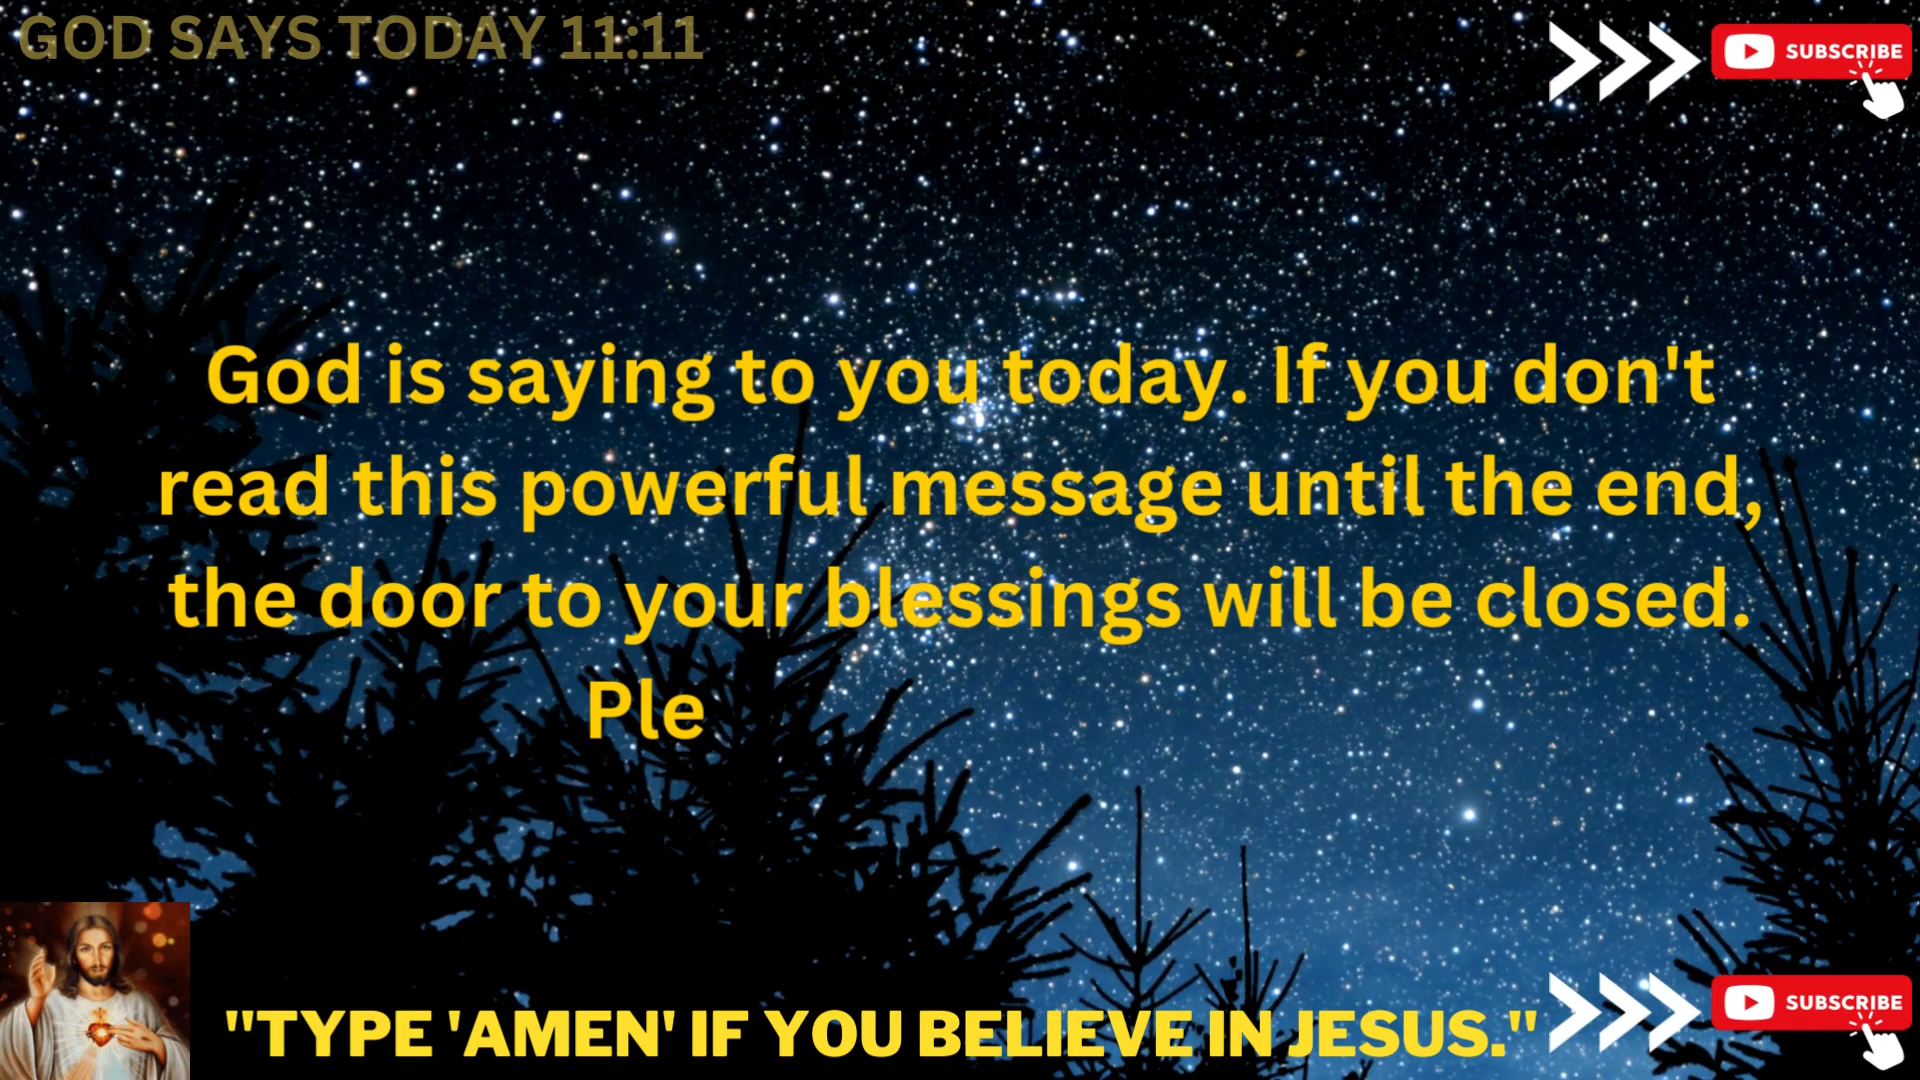 GOD SAYS TODAY 11:11
SUBSCRIBE
God is saying to you today. If you don't
read this powerful message until the end,
the door to your blessings will be closed.
Ple
"TYPE 'AMEN' IF YOU BELIEVE IN JESUS."
SUBSCRIBE